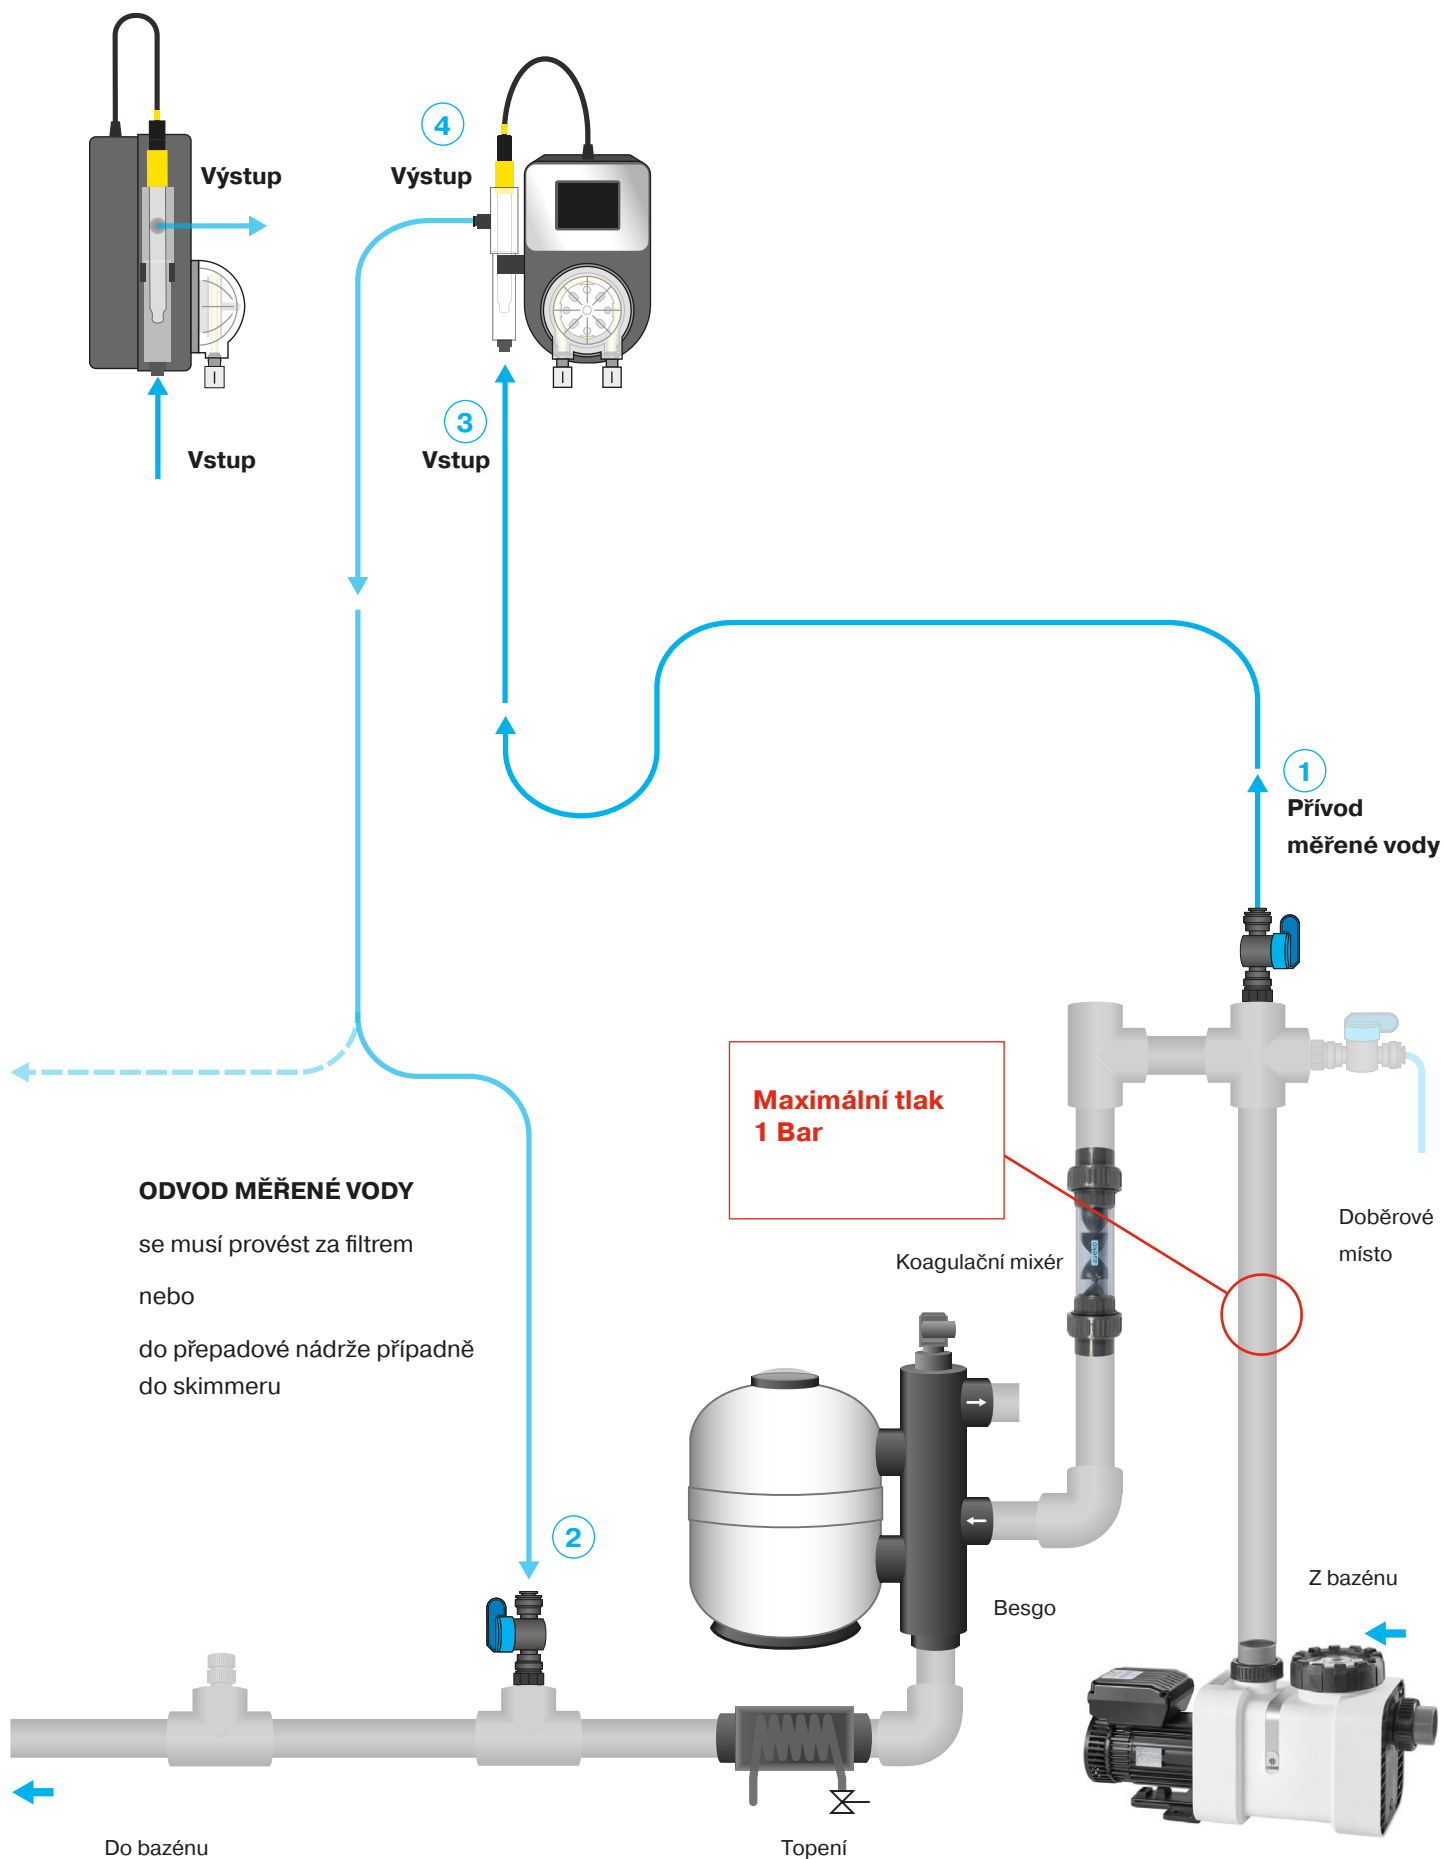 4
Výstup
Výstup
3
Vstup
Vstup
1
Přívod
měřené vody
Maximální tlak
1 Bar
ODVOD MĚŘENÉ VODY
se musí provést za filtrem
nebo
do přepadové nádrže případně
do skimmeru
Doběrové
místo
Koagulační mixér
aseko
2
Z bazénu
Besgo
Do bazénu
Topení